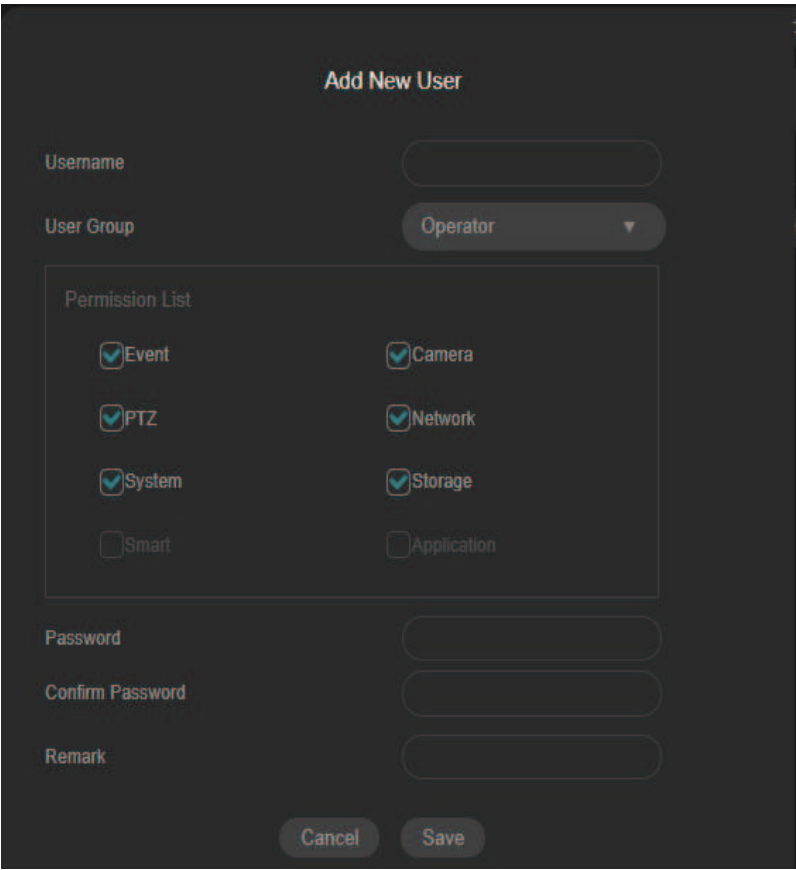 Add New User
Username
User Group Operator
Permission List
Event Camera
PTZ Network
System Storage
Smart Application
Password
Confirm Password
Remark
Cancel Save